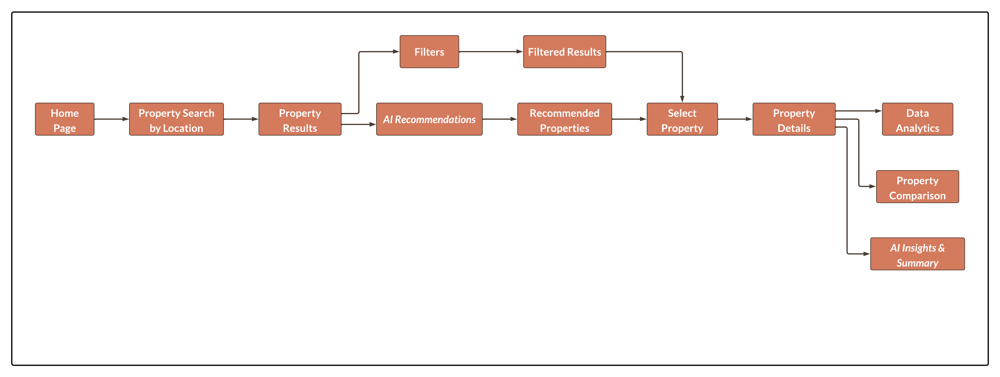 Filters
Filtered Results
Home
Page
Property Search
by Location
Property
Results
AI Recommendations
Recommended
Properties
Select
Property
Property
Details
Data
Analytics
Property
Comparison
AI Insights &
Summary